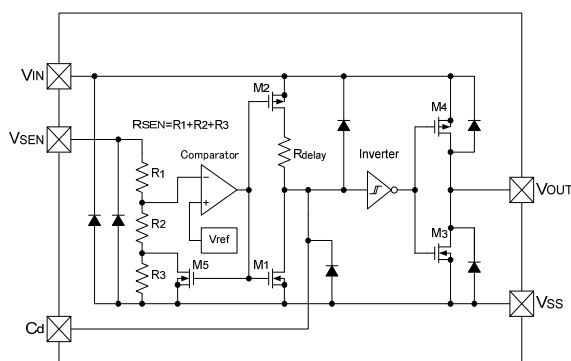 VIN
M2
M4
RSEN=R1+R2+R3
VSEN
Comparator
Rdelay
Inverter
R1
−
+
VOUT
R2
Vref
M3
R3
M5
M1
VSS
Cd